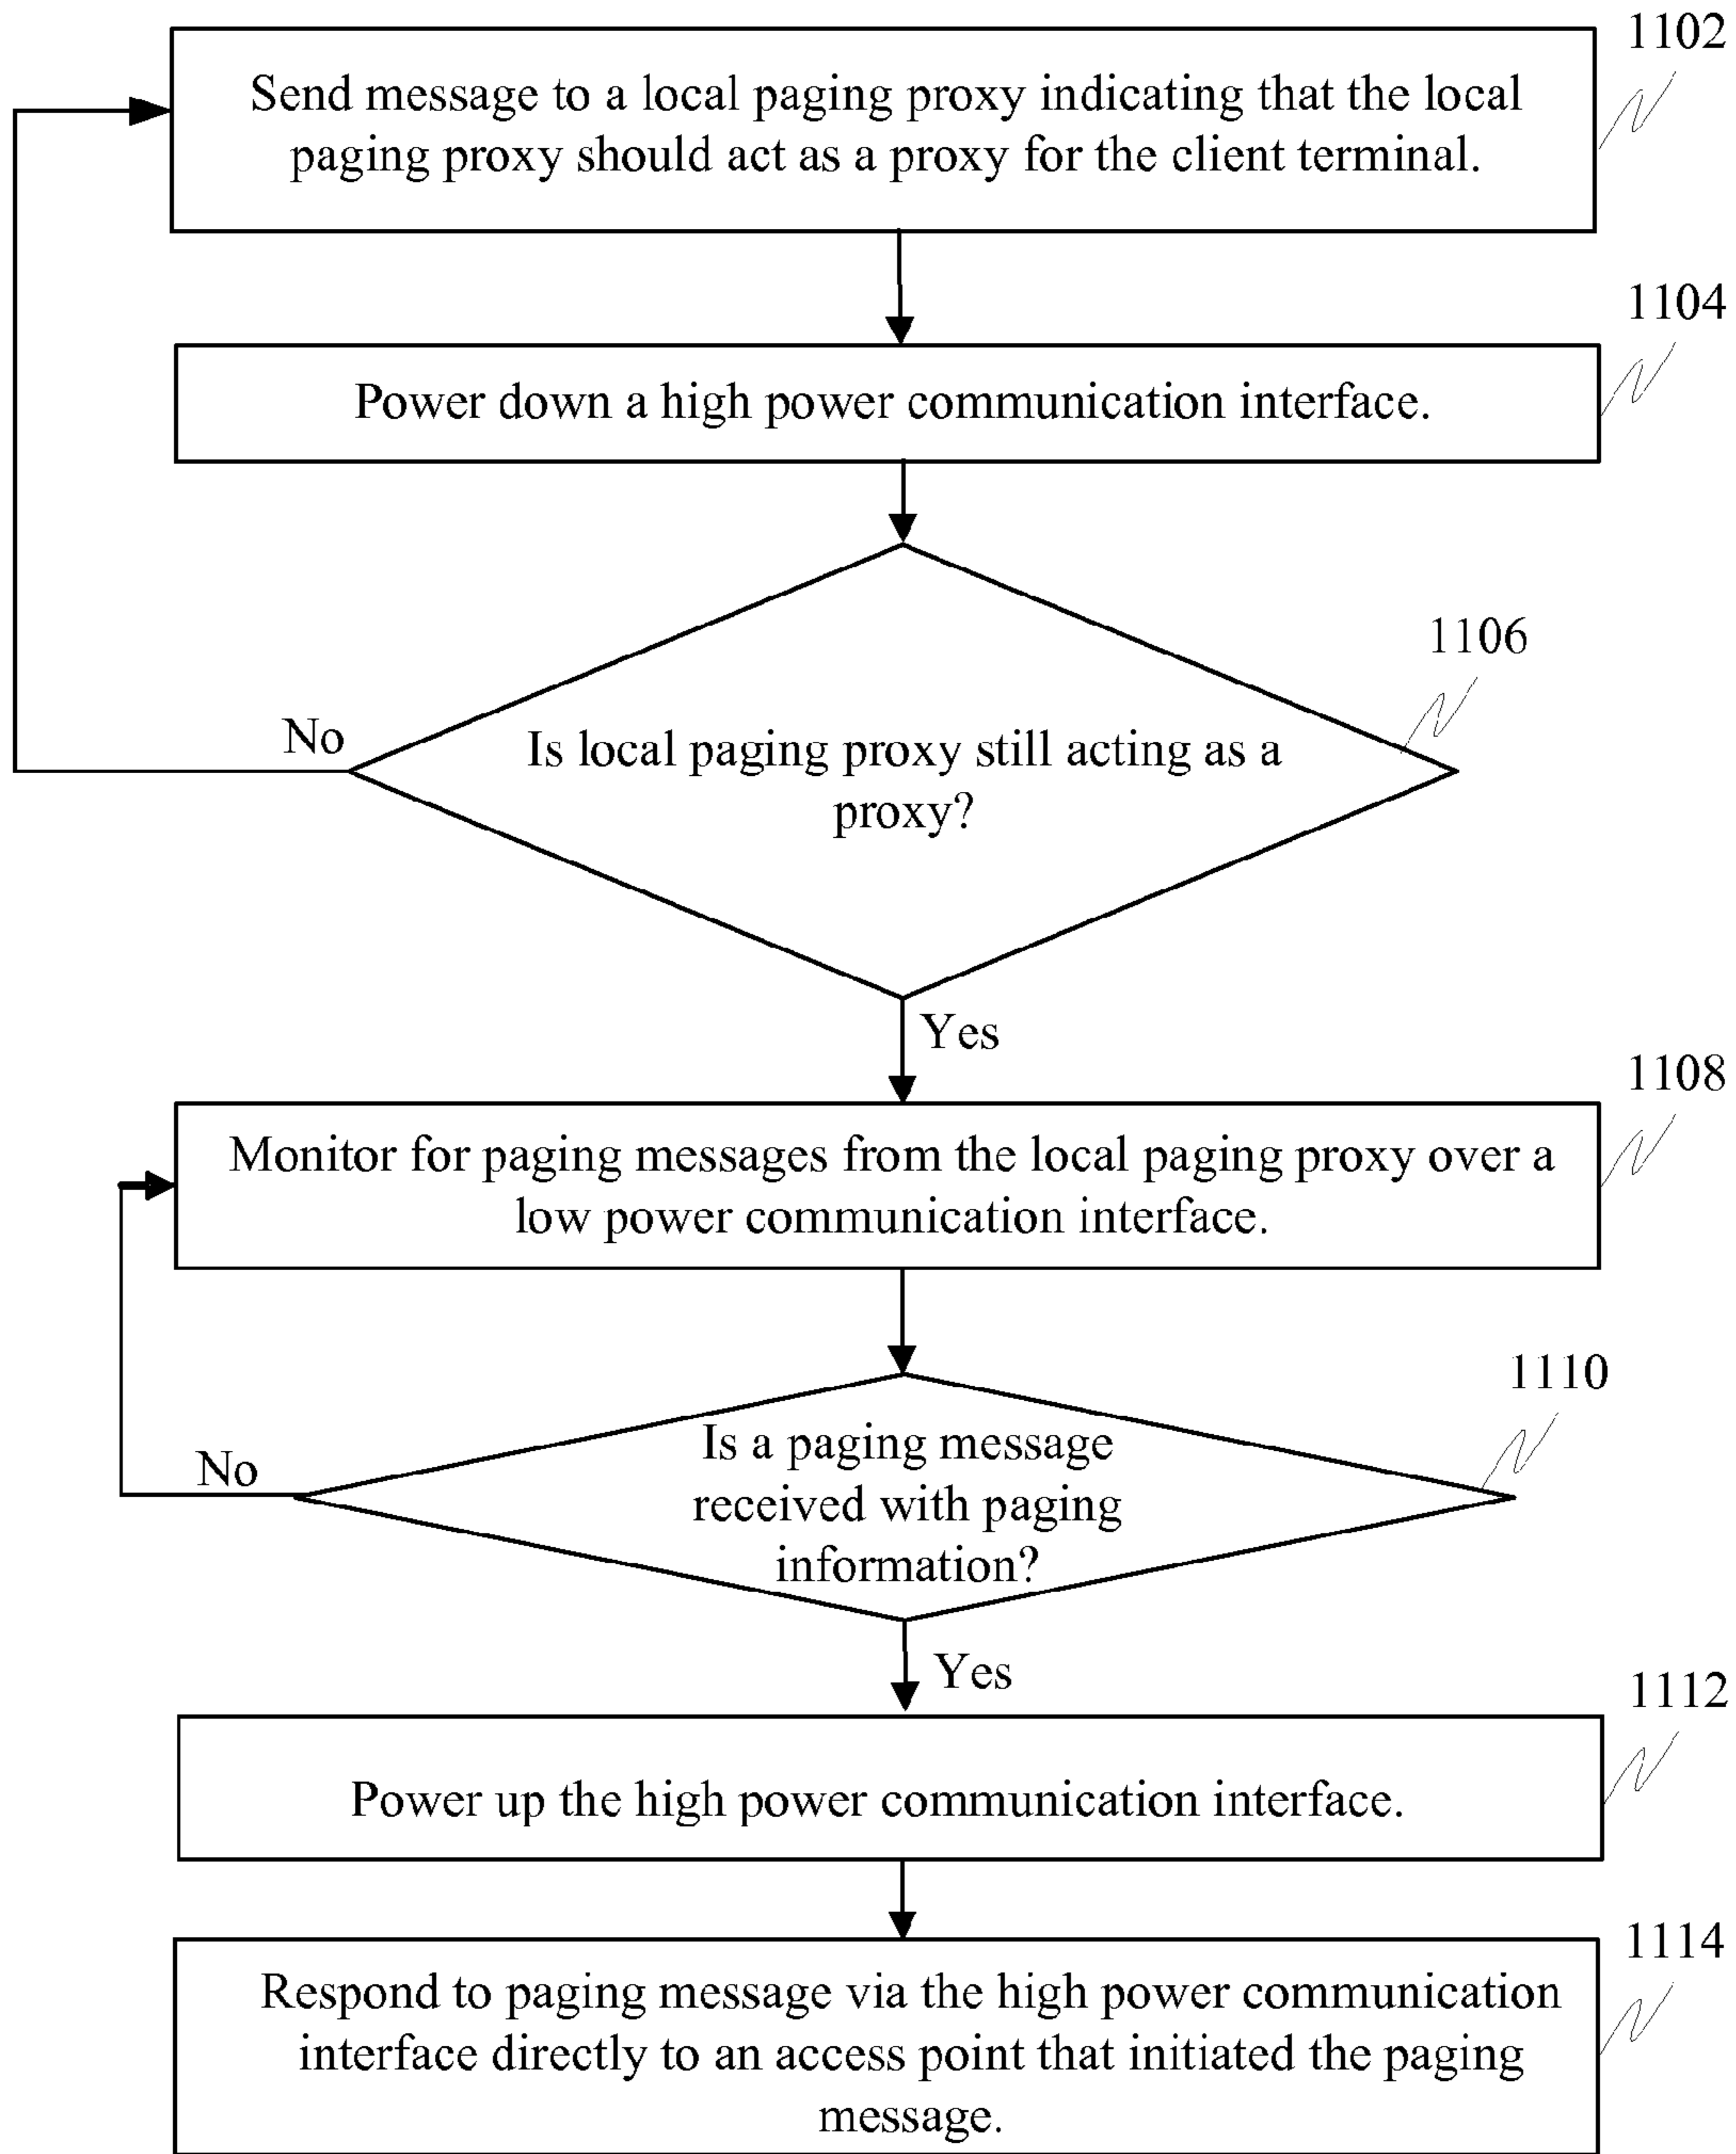 1102
Send message to a local paging proxy indicating that the local
paging proxy should act as a proxy for the client terminal.
1104
Power down a high power communication interface.
1106
No
Is local paging proxy still acting as a
proxy?
Yes
1108
Monitor for paging messages from the local paging proxy over a
low power communication interface.
1110
Is a paging message
No
received with paging
information?
Yes
1112
Power up the high power communication interface.
1114
Respond to paging message via the high power communication
interface directly to an access point that initiated the paging
message.